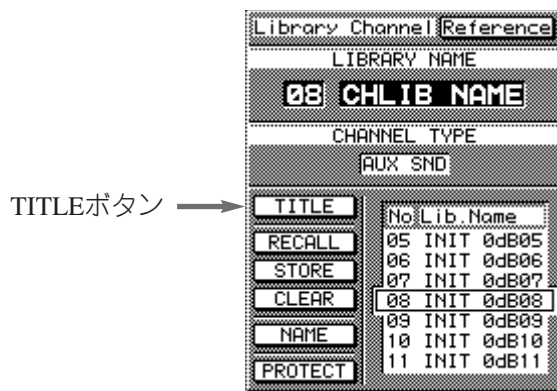 Library Channel Reference
LIBRARY NAME
08 CHLIB NAME
CHANNEL TYPE
AUX SND
TITLEボタン
TITLE
RECALL
STORE
CLEAR
NAME
PROTECT
No Lib.Name
05 INIT 0dB05
06 INIT 0dB06
07 INIT 0dB07
08 INIT 0dB08
09 INIT 0dB09
10 INIT 0dB10
11 INIT 0dB11